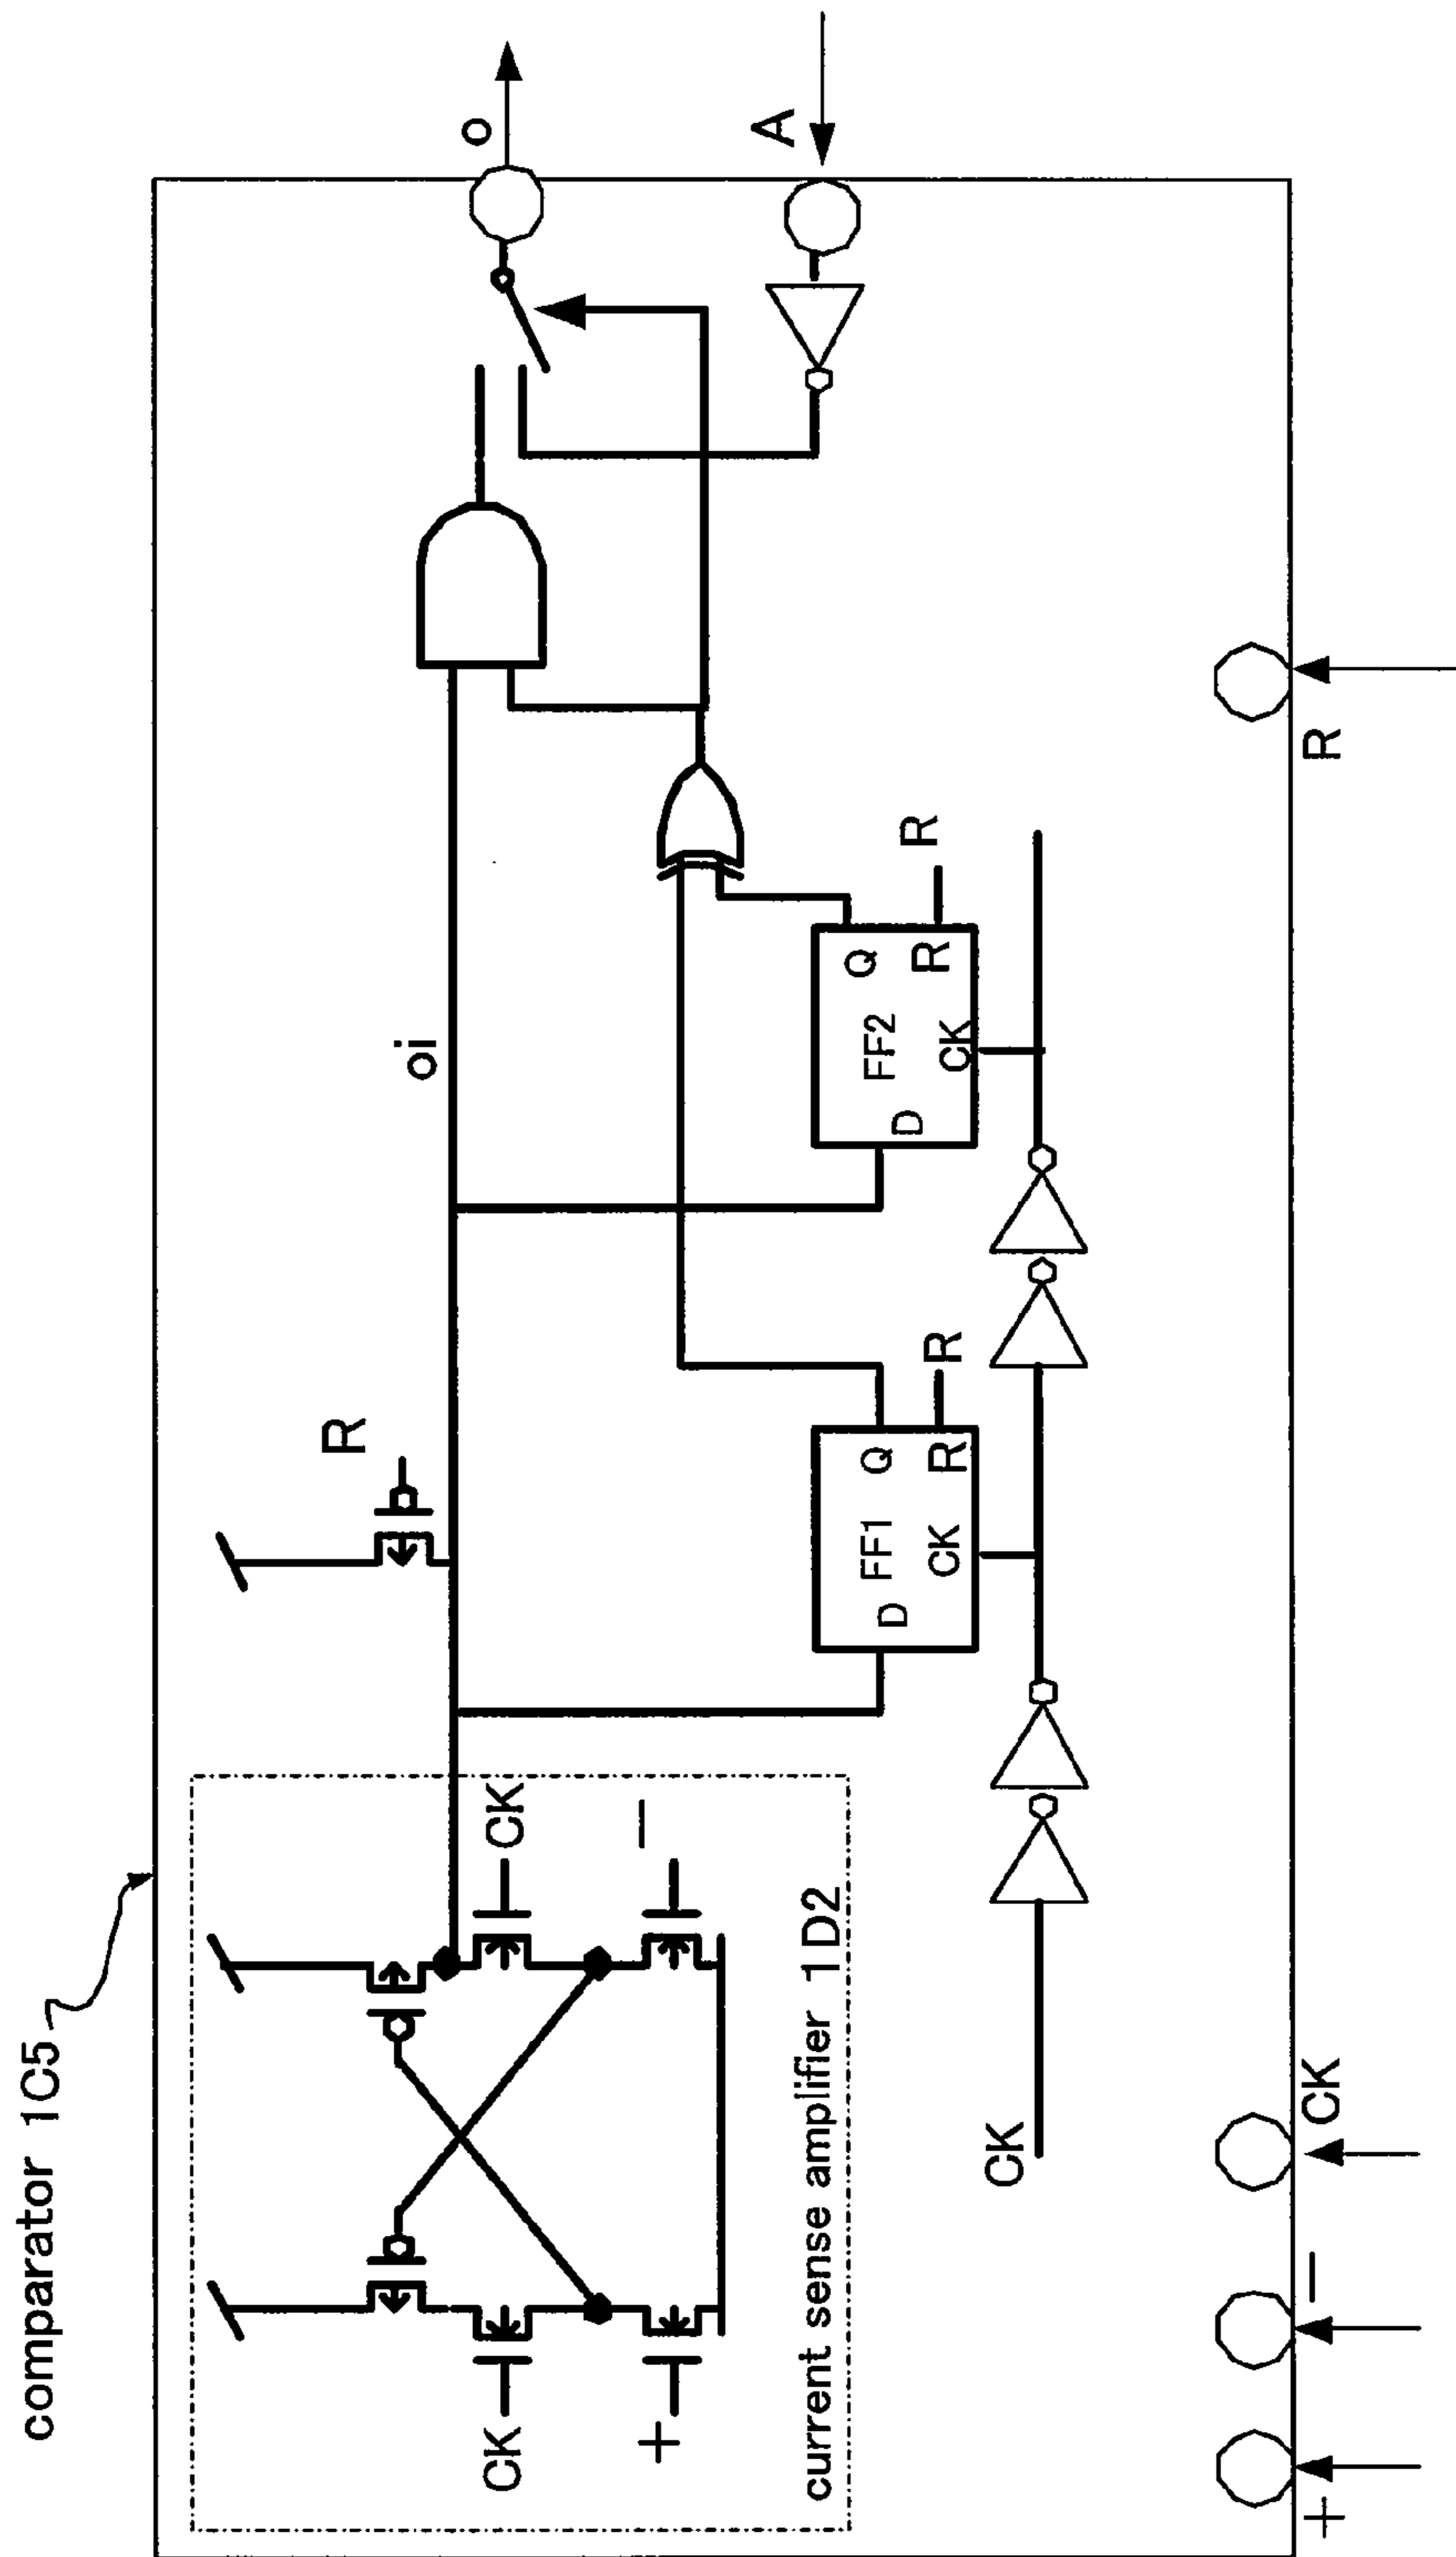 comparator 1C5
R
oi
o
CK
CK
+
−
current sense amplifier 1D2
A
D
FF1
Q
CK
R
R
D
FF2
Q
CK
R
R
CK
+
−
CK
R